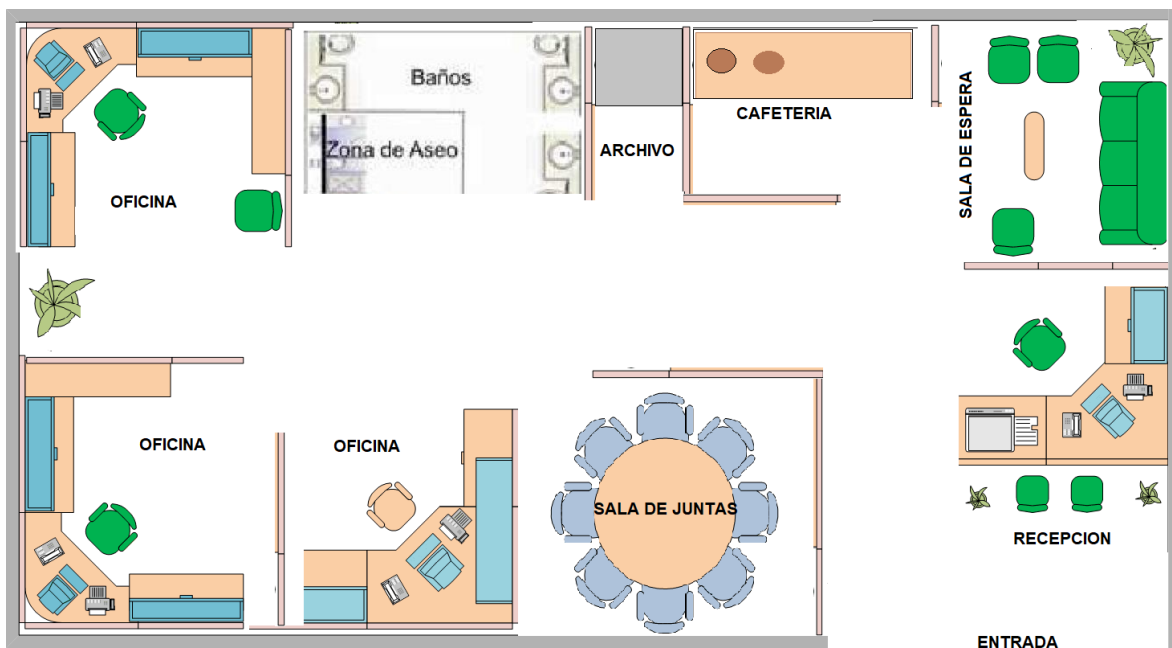 Baños
Zona de Aseo
ARCHIVO
CAFETERIA
SALA DE ESPERA
OFICINA
OFICINA
OFICINA
SALA DE JUNTAS
RECEPCION
ENTRADA